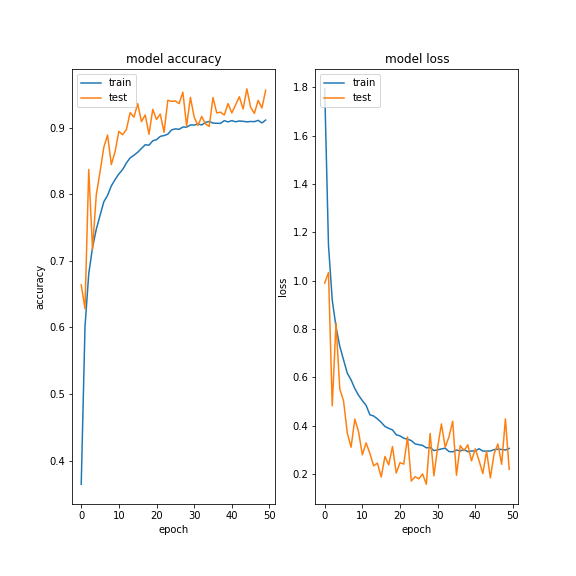 model accuracy
train
test
0.9
0.8
0.7
0.6
0.5
0.4
accuracy
0 10 20 30 40 50
epoch
model loss
train
test
1.8
1.6
1.4
1.2
1.0
0.8
0.6
0.4
0.2
loss
0 10 20 30 40 50
epoch